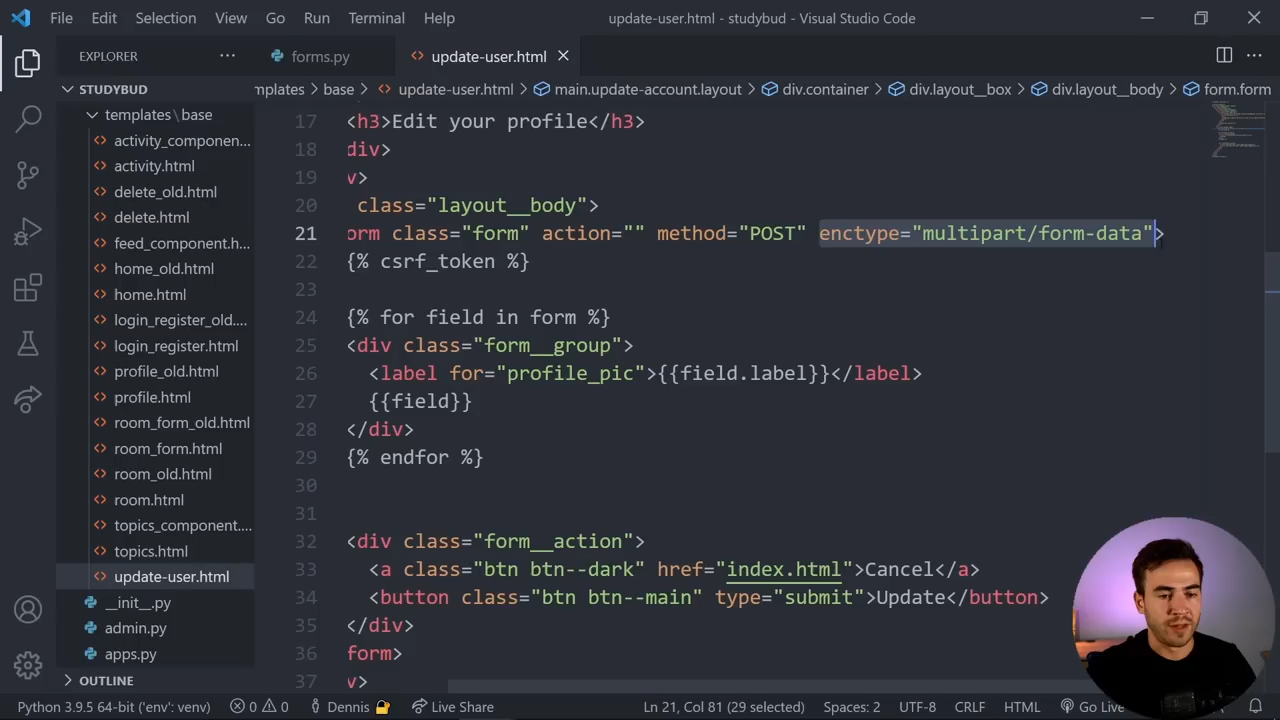 File Edit Selection View Go Run Terminal Help update-user.html - studybud - Visual Studio Code
EXPLORER ··· forms.py update-user.html
STUDYBUD mplates > base > update-user.html > main.update-account.layout > div.container > div.layout__box > div.layout__body > form.form
templates\base
activity_componen...
activity.html
delete_old.html
delete.html
feed_component.h...
home_old.html
home.html
login_register_old....
login_register.html
profile_old.html
profile.html
room_form_old.html
room_form.html
room_old.html
room.html
topics_component....
topics.html
update-user.html
__init__.py
admin.py
apps.py
OUTLINE
17 <h3>Edit your profile</h3>
18 div>
19 v>
20 class="layout__body">
21 orm class="form" action="" method="POST" enctype="multipart/form-data">
22 {% csrf_token %}
23
24 {% for field in form %}
25 <div class="form__group">
26 <label for="profile_pic">{{field.label}}</label>
27 {{field}}
28 </div>
29 {% endfor %}
30
31
32 <div class="form__action">
33 <a class="btn btn--dark" href="index.html">Cancel</a>
34 <button class="btn btn--main" type="submit">Update</button>
35 </div>
36 form>
37 v>
Python 3.9.5 64-bit ('env': venv) 0 0 Dennis Live Share Ln 21, Col 81 (29 selected) Spaces: 2 UTF-8 CRLF HTML Go Live